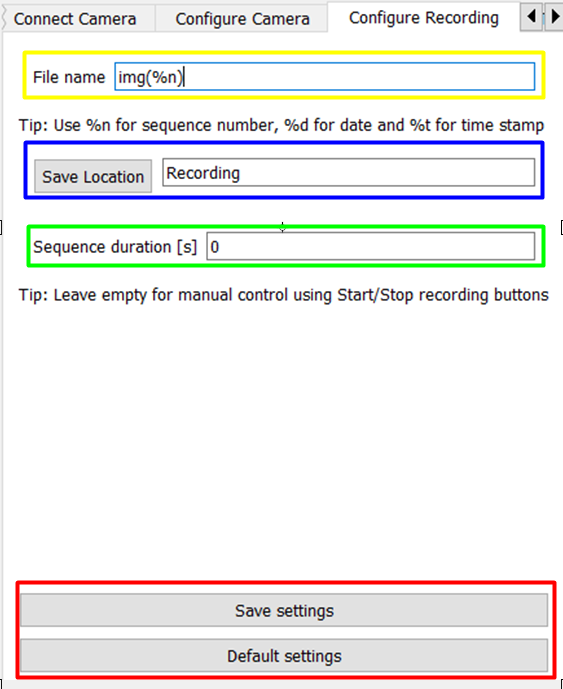 Connect Camera Configure Camera Configure Recording
File name img(%n)
Tip: Use %n for sequence number, %d for date and %t for time stamp
Save Location Recording
Sequence duration [s] 0
Tip: Leave empty for manual control using Start/Stop recording buttons
Save settings
Default settings